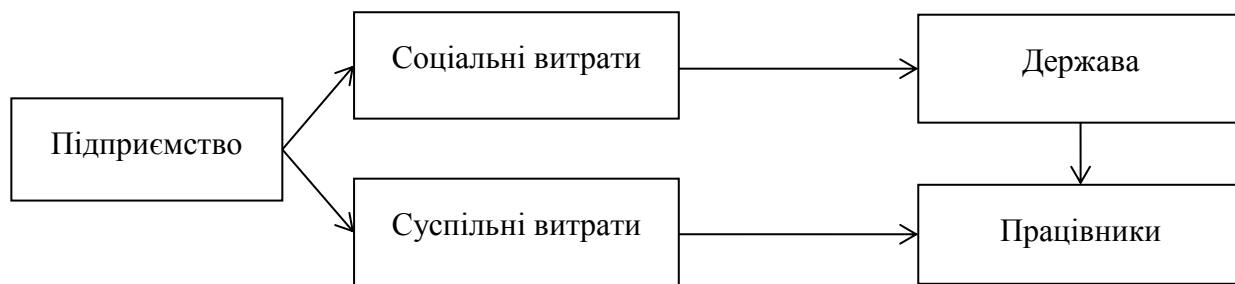 Соціальні витрати
Держава
Підприємство
Суспільні витрати
Працівники